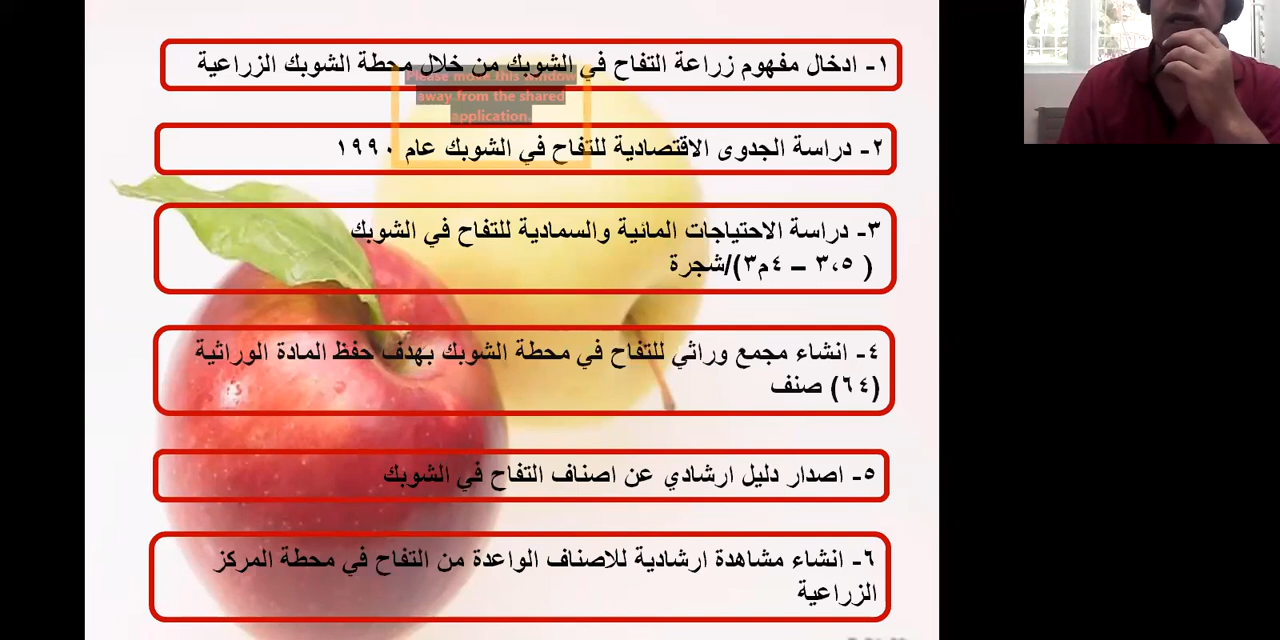 ١- ادخال مفهوم زراعة التفاح في الشوبك من خلال محطة الشوبك الزراعية
Please move this window
away from the shared
application.
٢- دراسة الجدوى الاقتصادية للتفاح في الشوبك عام ١٩٩٠
٣- دراسة الاحتياجات المائية والسمادية للتفاح في الشوبك
( ٣،٥ – ٤م٣)/شجرة
٤- انشاء مجمع وراثي للتفاح في محطة الشوبك بهدف حفظ المادة الوراثية
(٦٤) صنف
٥- اصدار دليل ارشادي عن اصناف التفاح في الشوبك
٦- انشاء مشاهدة ارشادية للاصناف الواعدة من التفاح في محطة المركز
الزراعية